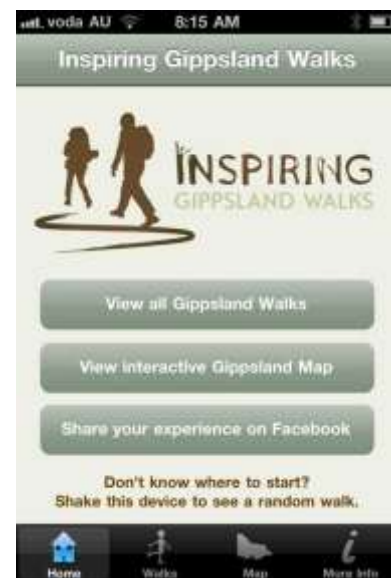 voda AU 8:15 AM
Inspiring Gippsland Walks
INSPIRING
GIPPSLAND WALKS
View all Gippsland Walks
View interactive Gippsland Map
Share your experience on Facebook
Don't know where to start?
Shake this device to see a random walk.
Home Walks Map More Info